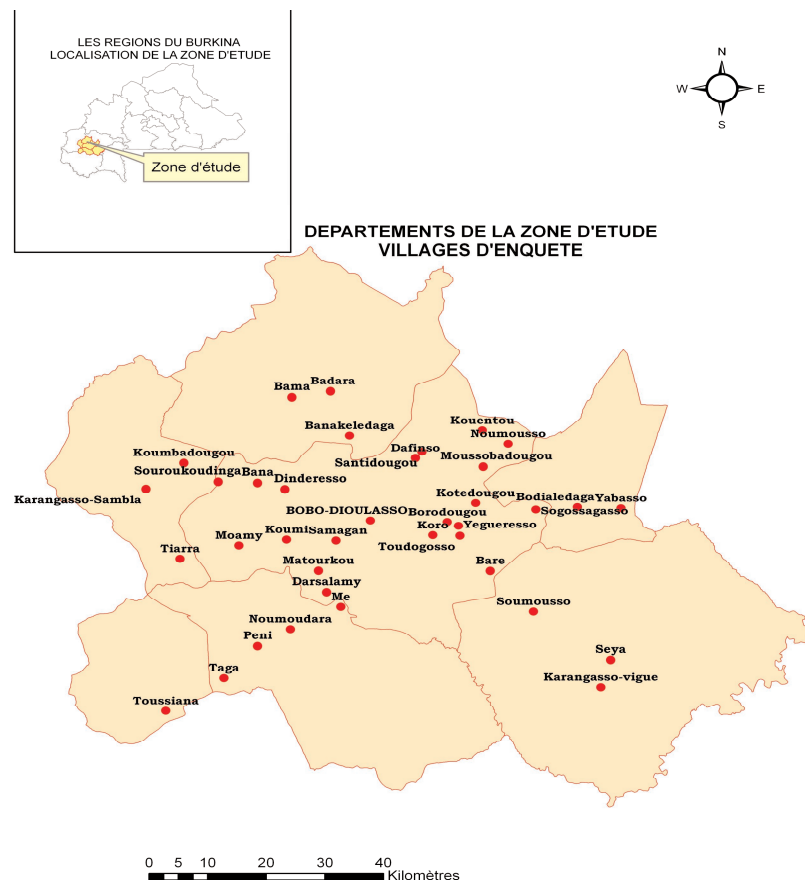 LES REGIONS DU BURKINA
LOCALISATION DE LA ZONE D'ETUDE
Zone d'étude
N
W
E
S
DEPARTEMENTS DE LA ZONE D'ETUDE
VILLAGES D'ENQUETE
Bama
Badara
Banakeledaga
Kouentou
Noumousso
Dafinso
Santidougou
Moussobadougou
Koumbadougou
Souroukoudinga
Bana
Dinderesso
Karangasso-Sambla
Kotedougou
Bodialedaga
Yabasso
Sogossagasso
BOBO-DIOULASSO
Borodougou
Koro
Yegueresso
Toudogosso
Moamy
Koumi
Samagan
Tiarra
Matourkou
Bare
Darsalamy
Me
Soumousso
Noumoudara
Peni
Seya
Taga
Karangasso-vigue
Toussiana
0 5 10 20 30 40
Kilomètres